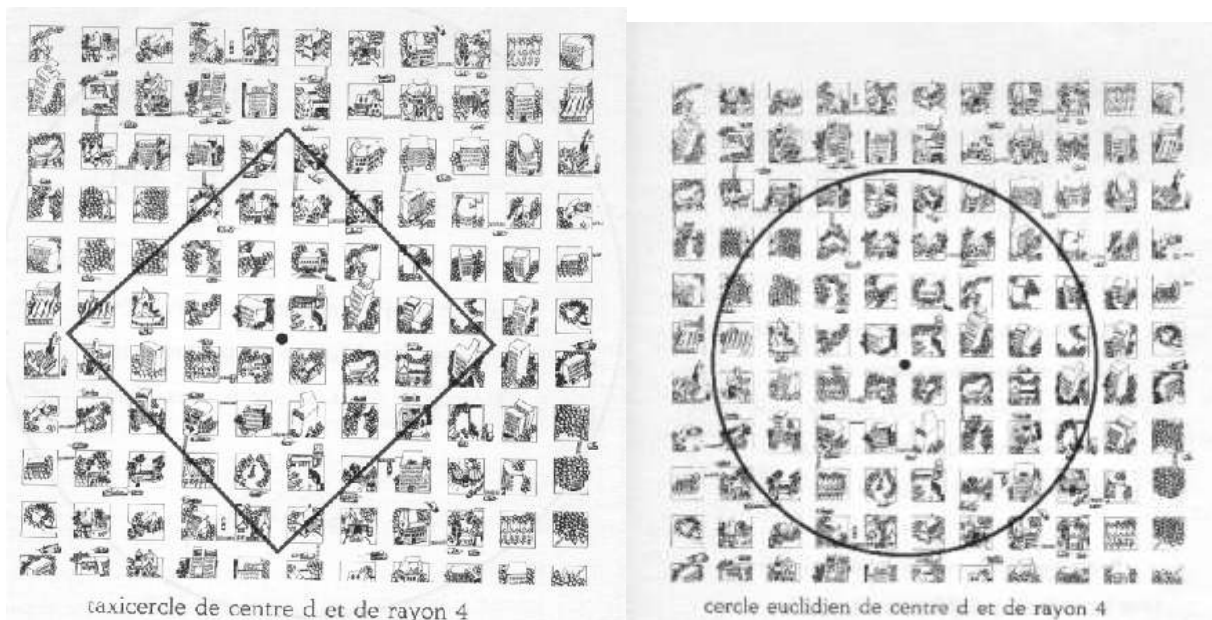 taxicercle de centre d et de rayon 4
cercle euclidien de centre d et de rayon 4